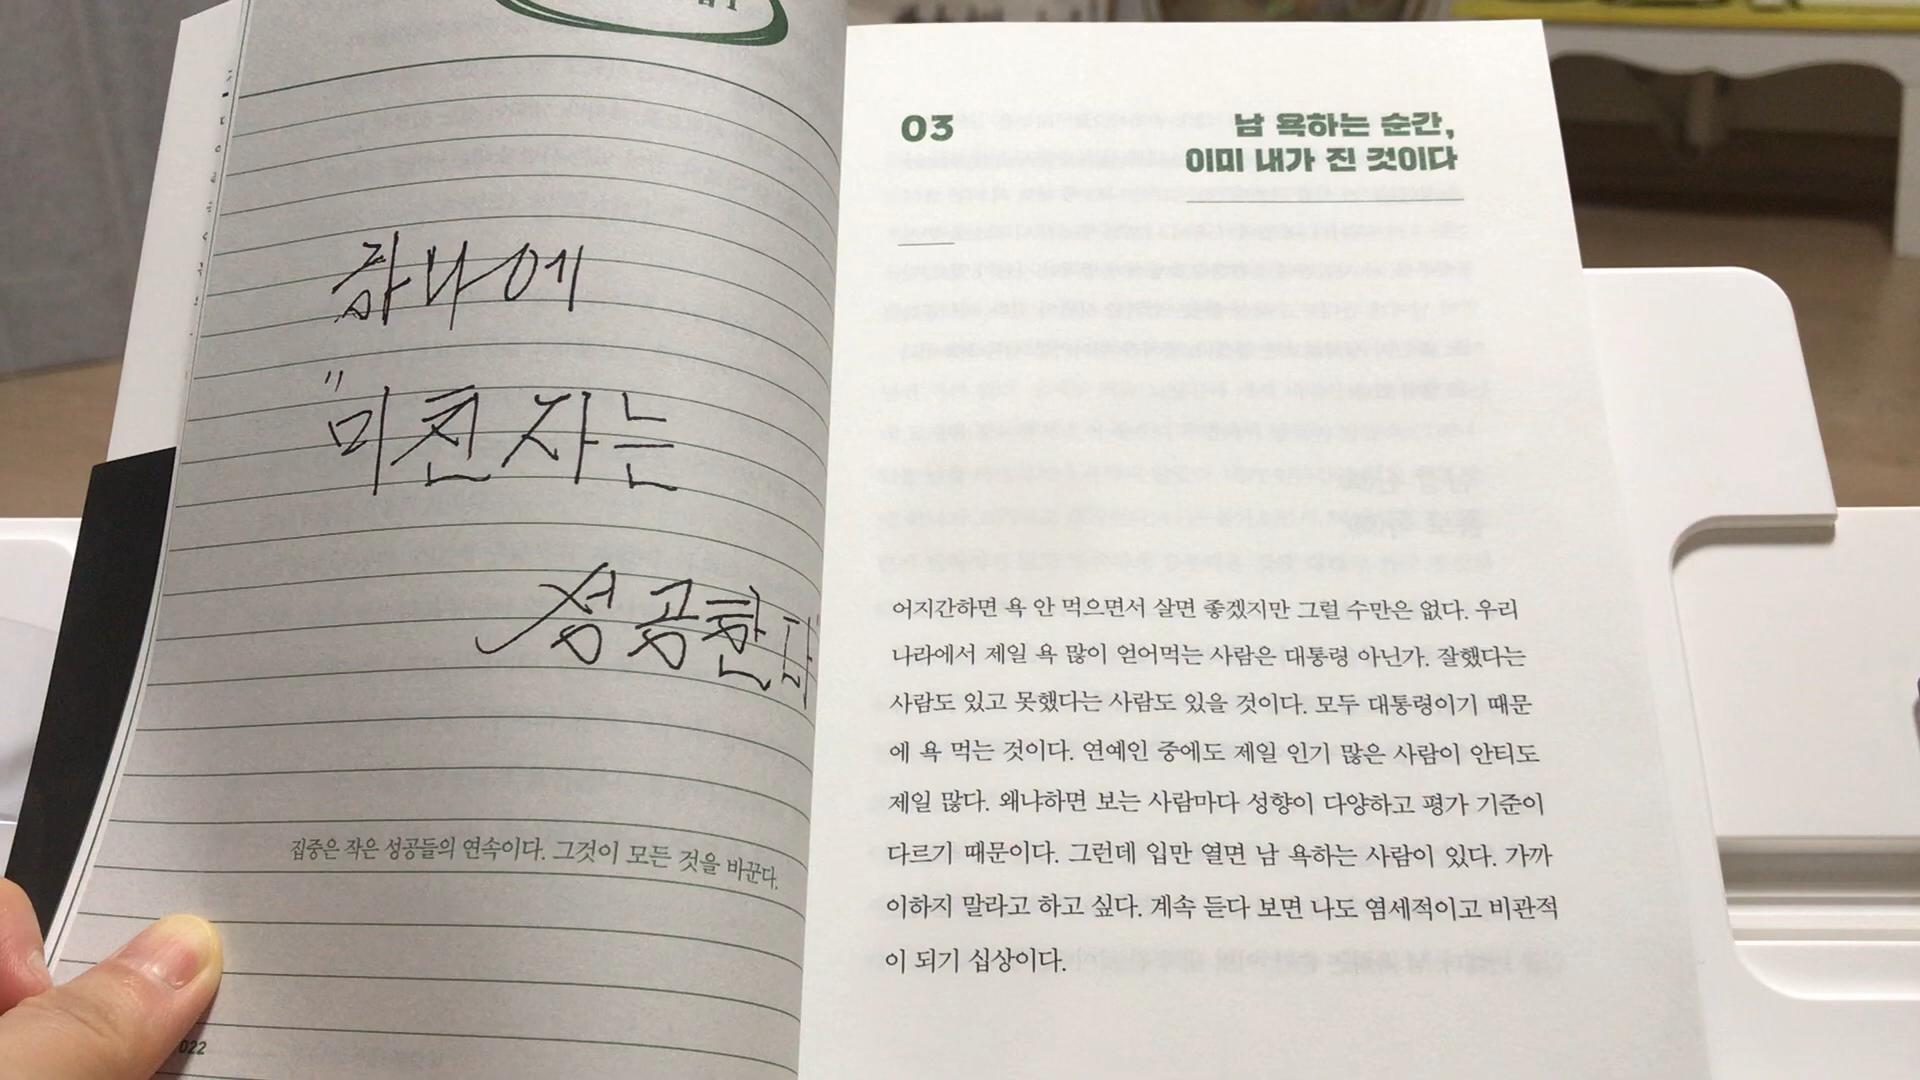 하나에
"미친 자는
성공한다"
집중은 작은 성공들의 연속이다. 그것이 모든 것을 바꾼다.
022
03
남 욕하는 순간,
이미 내가 진 것이다
어지간하면 욕 안 먹으면서 살면 좋겠지만 그럴 수만은 없다. 우리
나라에서 제일 욕 많이 얻어먹는 사람은 대통령 아닌가. 잘했다는
사람도 있고 못했다는 사람도 있을 것이다. 모두 대통령이기 때문
에 욕 먹는 것이다. 연예인 중에도 제일 인기 많은 사람이 안티도
제일 많다. 왜냐하면 보는 사람마다 성향이 다양하고 평가 기준이
다르기 때문이다. 그런데 입만 열면 남 욕하는 사람이 있다. 가까
이하지 말라고 하고 싶다. 계속 듣다 보면 나도 염세적이고 비관적
이 되기 십상이다.